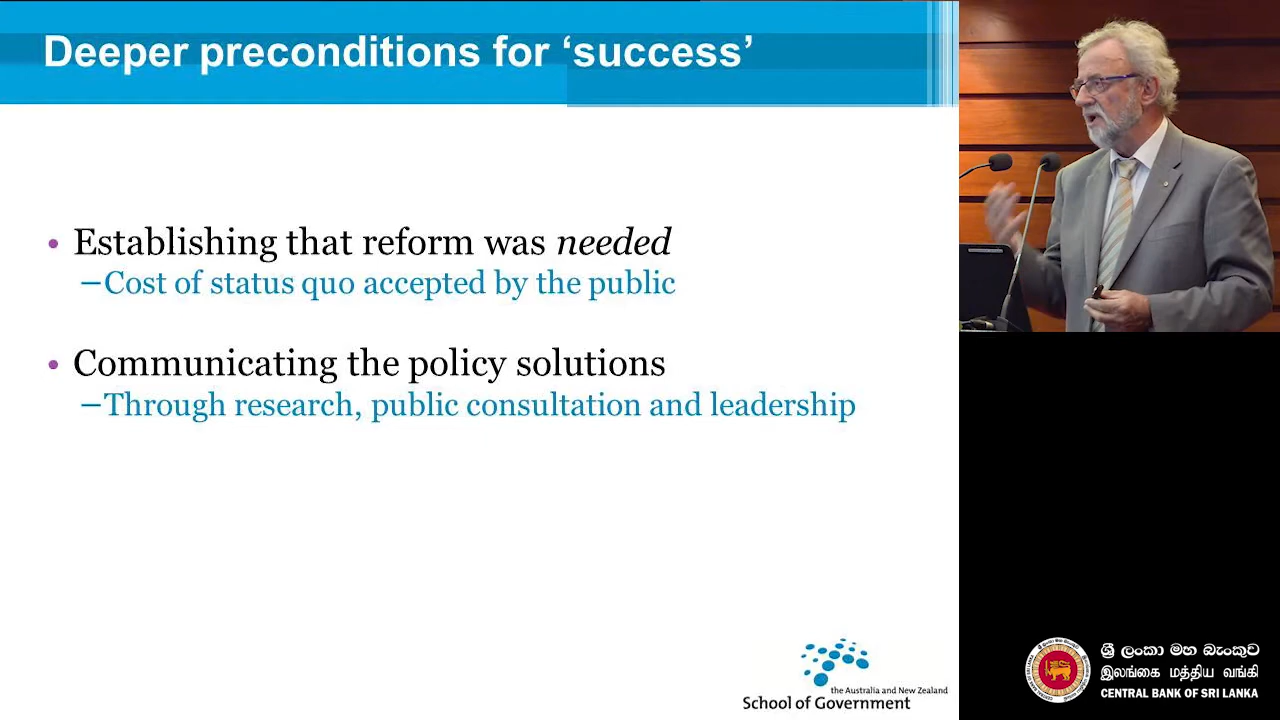 Deeper preconditions for ‘success’
• Establishing that reform was needed
–Cost of status quo accepted by the public
• Communicating the policy solutions
–Through research, public consultation and leadership
the Australia and New Zealand
School of Government
ශ්‍රී ලංකා මහ බැංකුව
இலங்கை மத்திய வங்கி
CENTRAL BANK OF SRI LANKA